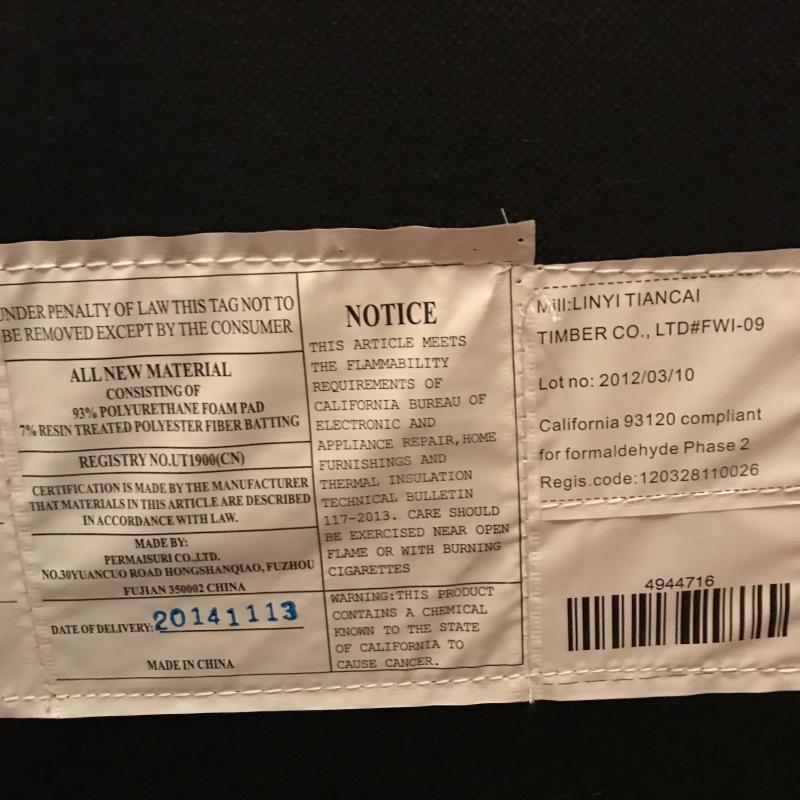 UNDER PENALTY OF LAW THIS TAG NOT TO
BE REMOVED EXCEPT BY THE CONSUMER
ALL NEW MATERIAL
CONSISTING OF
93% POLYURETHANE FOAM PAD
7% RESIN TREATED POLYESTER FIBER BATTING
REGISTRY NO.UT1900(CN)
CERTIFICATION IS MADE BY THE MANUFACTURER
THAT MATERIALS IN THIS ARTICLE ARE DESCRIBED
IN ACCORDANCE WITH LAW.
MADE BY:
PERMAISURI CO.,LTD.
NO.30YUANCUO ROAD HONGSHANQIAO, FUZHOU
FUJIAN 350002 CHINA
DATE OF DELIVERY: 20141113
MADE IN CHINA
NOTICE
THIS ARTICLE MEETS
THE FLAMMABILITY
REQUIREMENTS OF
CALIFORNIA BUREAU OF
ELECTRONIC AND
APPLIANCE REPAIR,HOME
FURNISHINGS AND
THERMAL INSULATION
TECHNICAL BULLETIN
117-2013. CARE SHOULD
BE EXERCISED NEAR OPEN
FLAME OR WITH BURNING
CIGARETTES
WARNING:THIS PRODUCT
CONTAINS A CHEMICAL
KNOWN TO THE STATE
OF CALIFORNIA TO
CAUSE CANCER.
Mill:LINYI TIANCAI
TIMBER CO., LTD#FWI-09
Lot no: 2012/03/10
California 93120 compliant
for formaldehyde Phase 2
Regis.code:120328110026
4944716